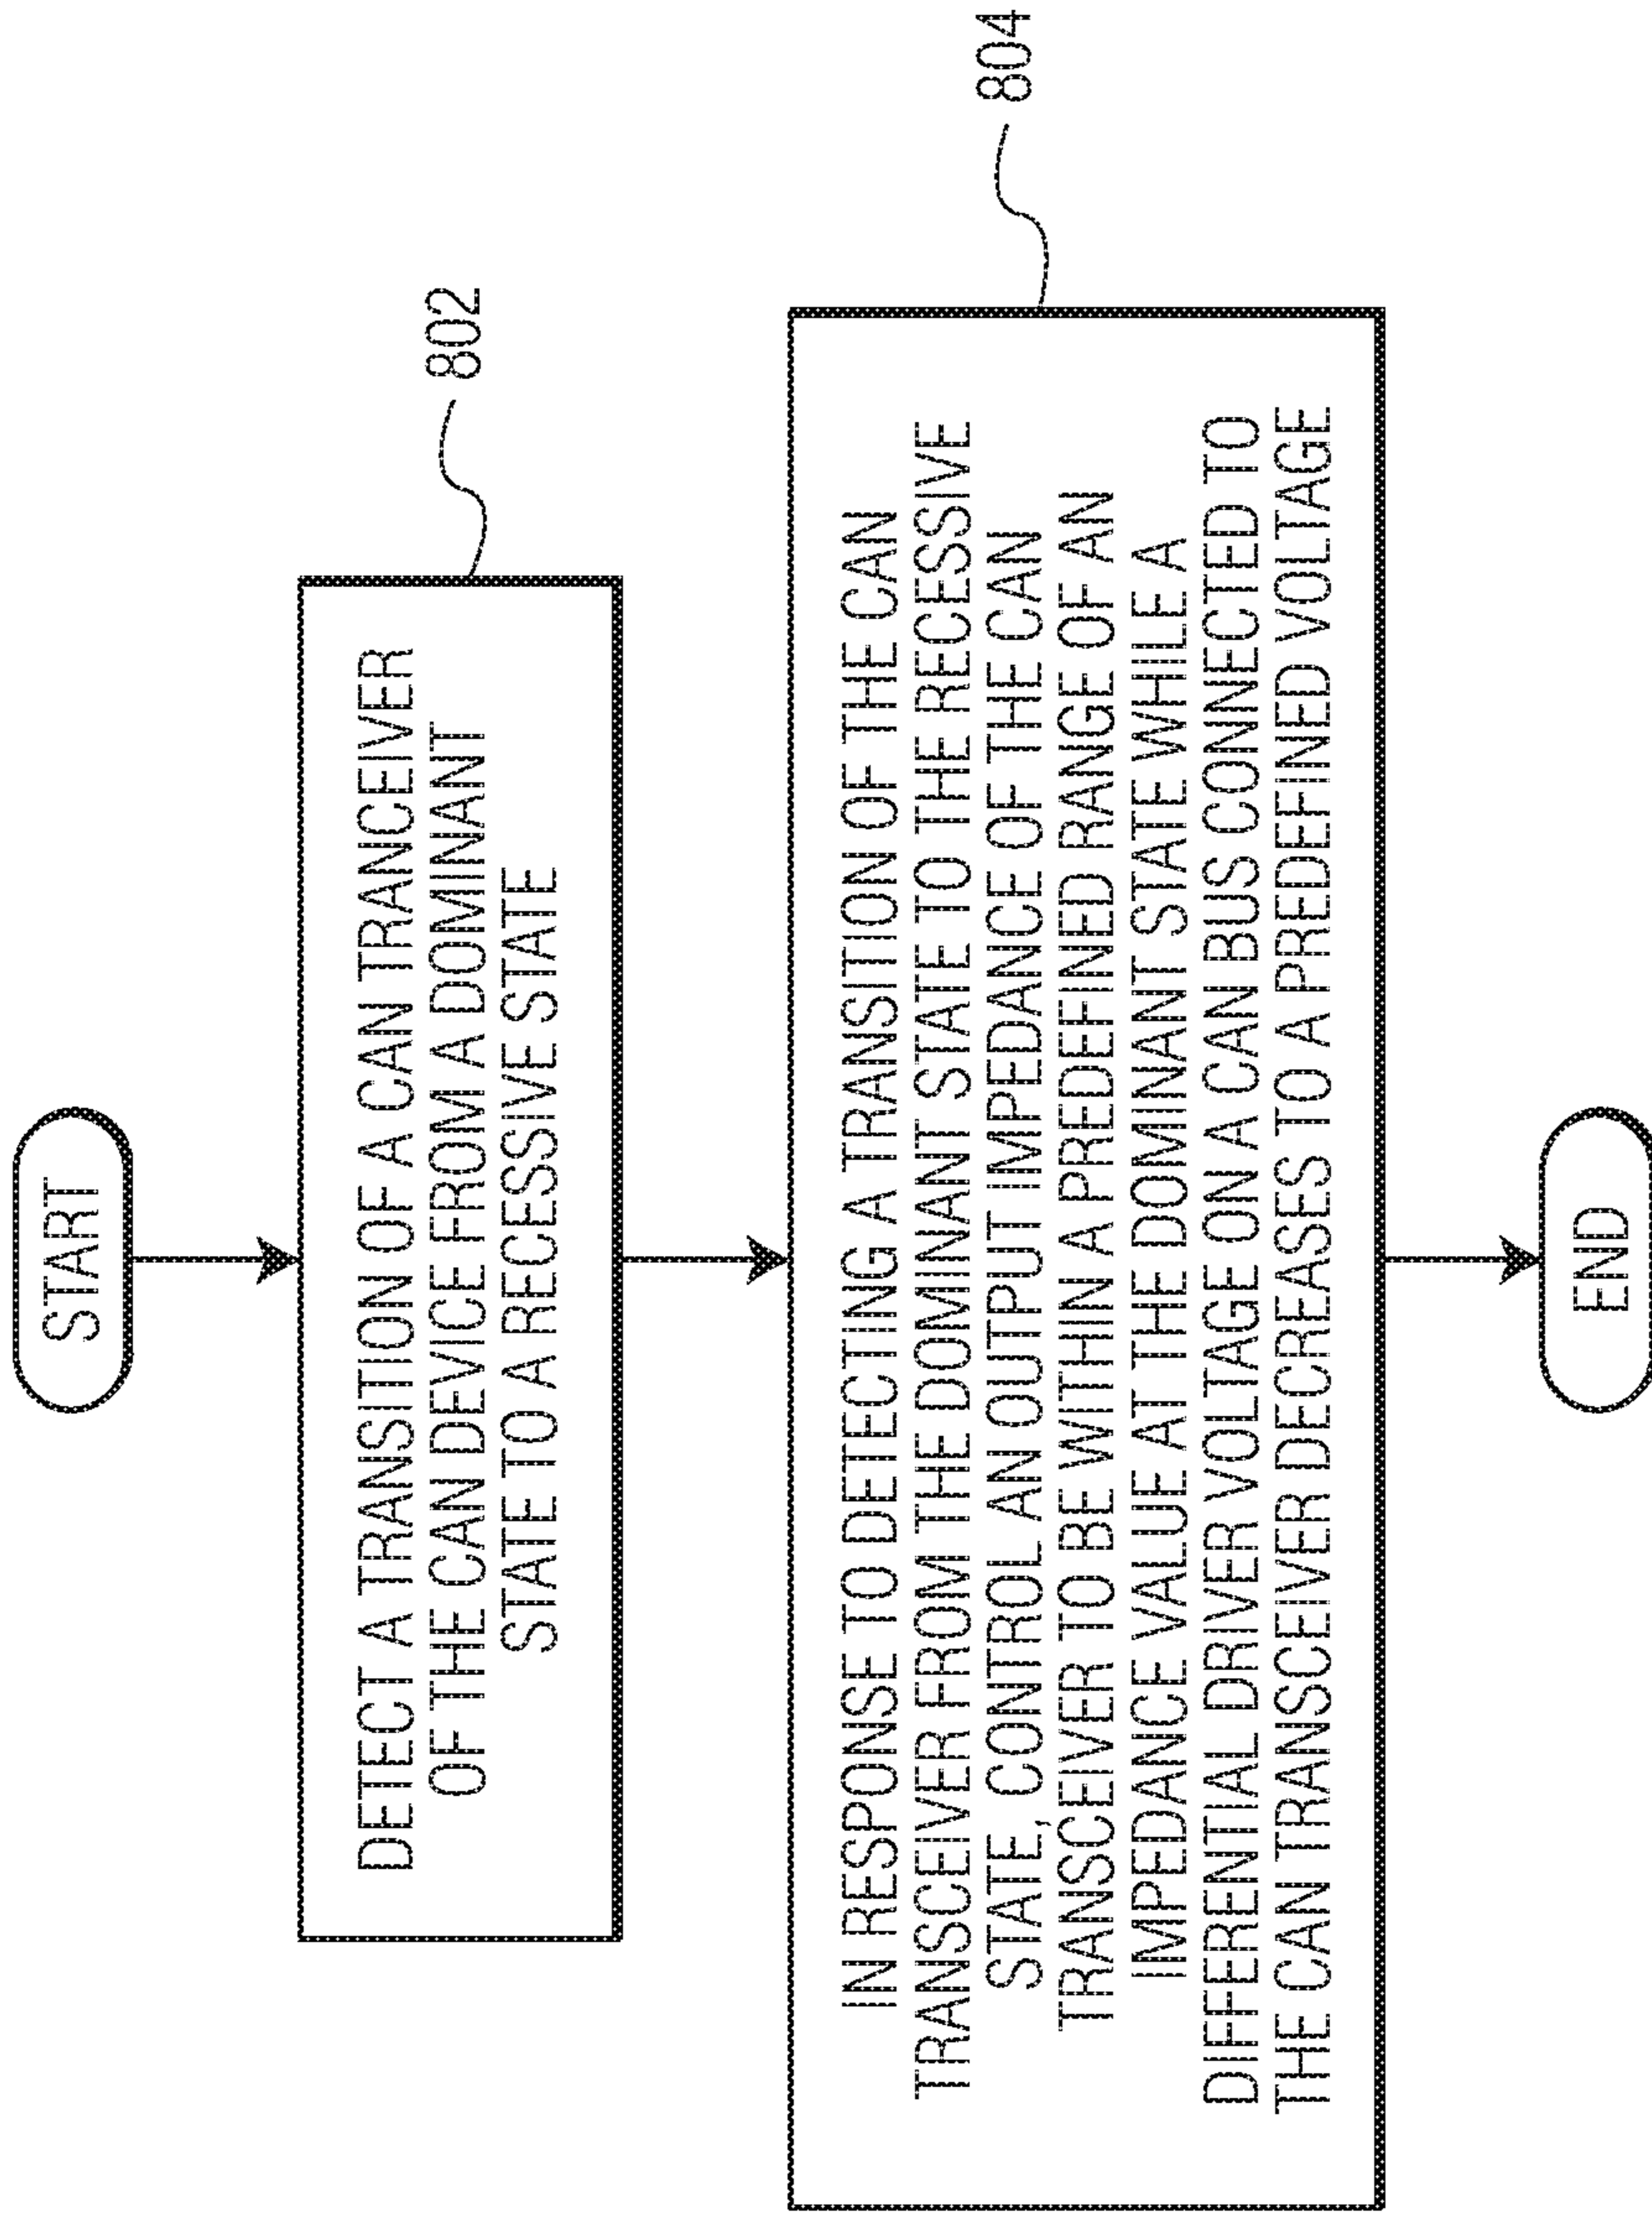 START
DETECT A TRANSITION OF A CAN TRANCEIVER
OF THE CAN DEVICE FROM A DOMINANT
STATE TO A RECESSIVE STATE
802
IN RESPONSE TO DETECTING A TRANSITION OF THE CAN
TRANSCEIVER FROM THE DOMINANT STATE TO THE RECESSIVE
STATE, CONTROL AN OUTPUT IMPEDANCE OF THE CAN
TRANSCEIVER TO BE WITHIN A PREDEFINED RANGE OF AN
IMPEDANCE VALUE AT THE DOMINANT STATE WHILE A
DIFFERENTIAL DRIVER VOLTAGE ON A CAN BUS CONNECTED TO
THE CAN TRANSCEIVER DECREASES TO A PREDEFINED VOLTAGE
804
END